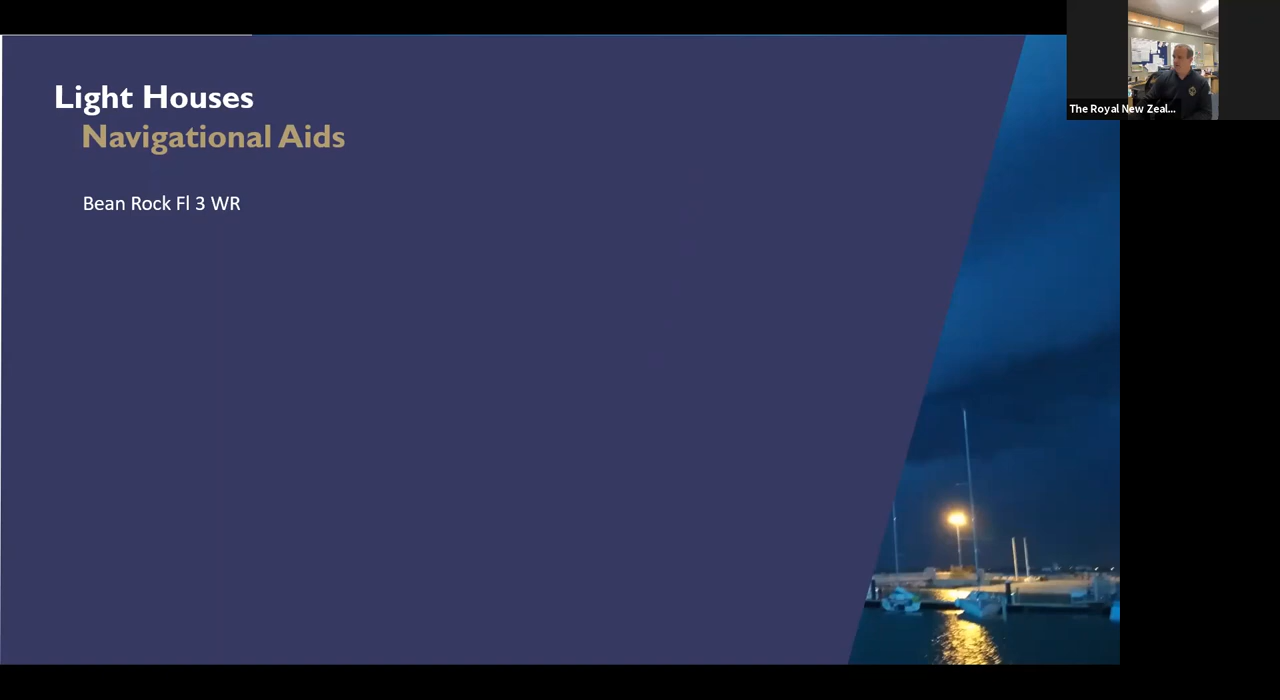 Light Houses
Navigational Aids
Bean Rock Fl 3 WR
The Royal New Zeal...